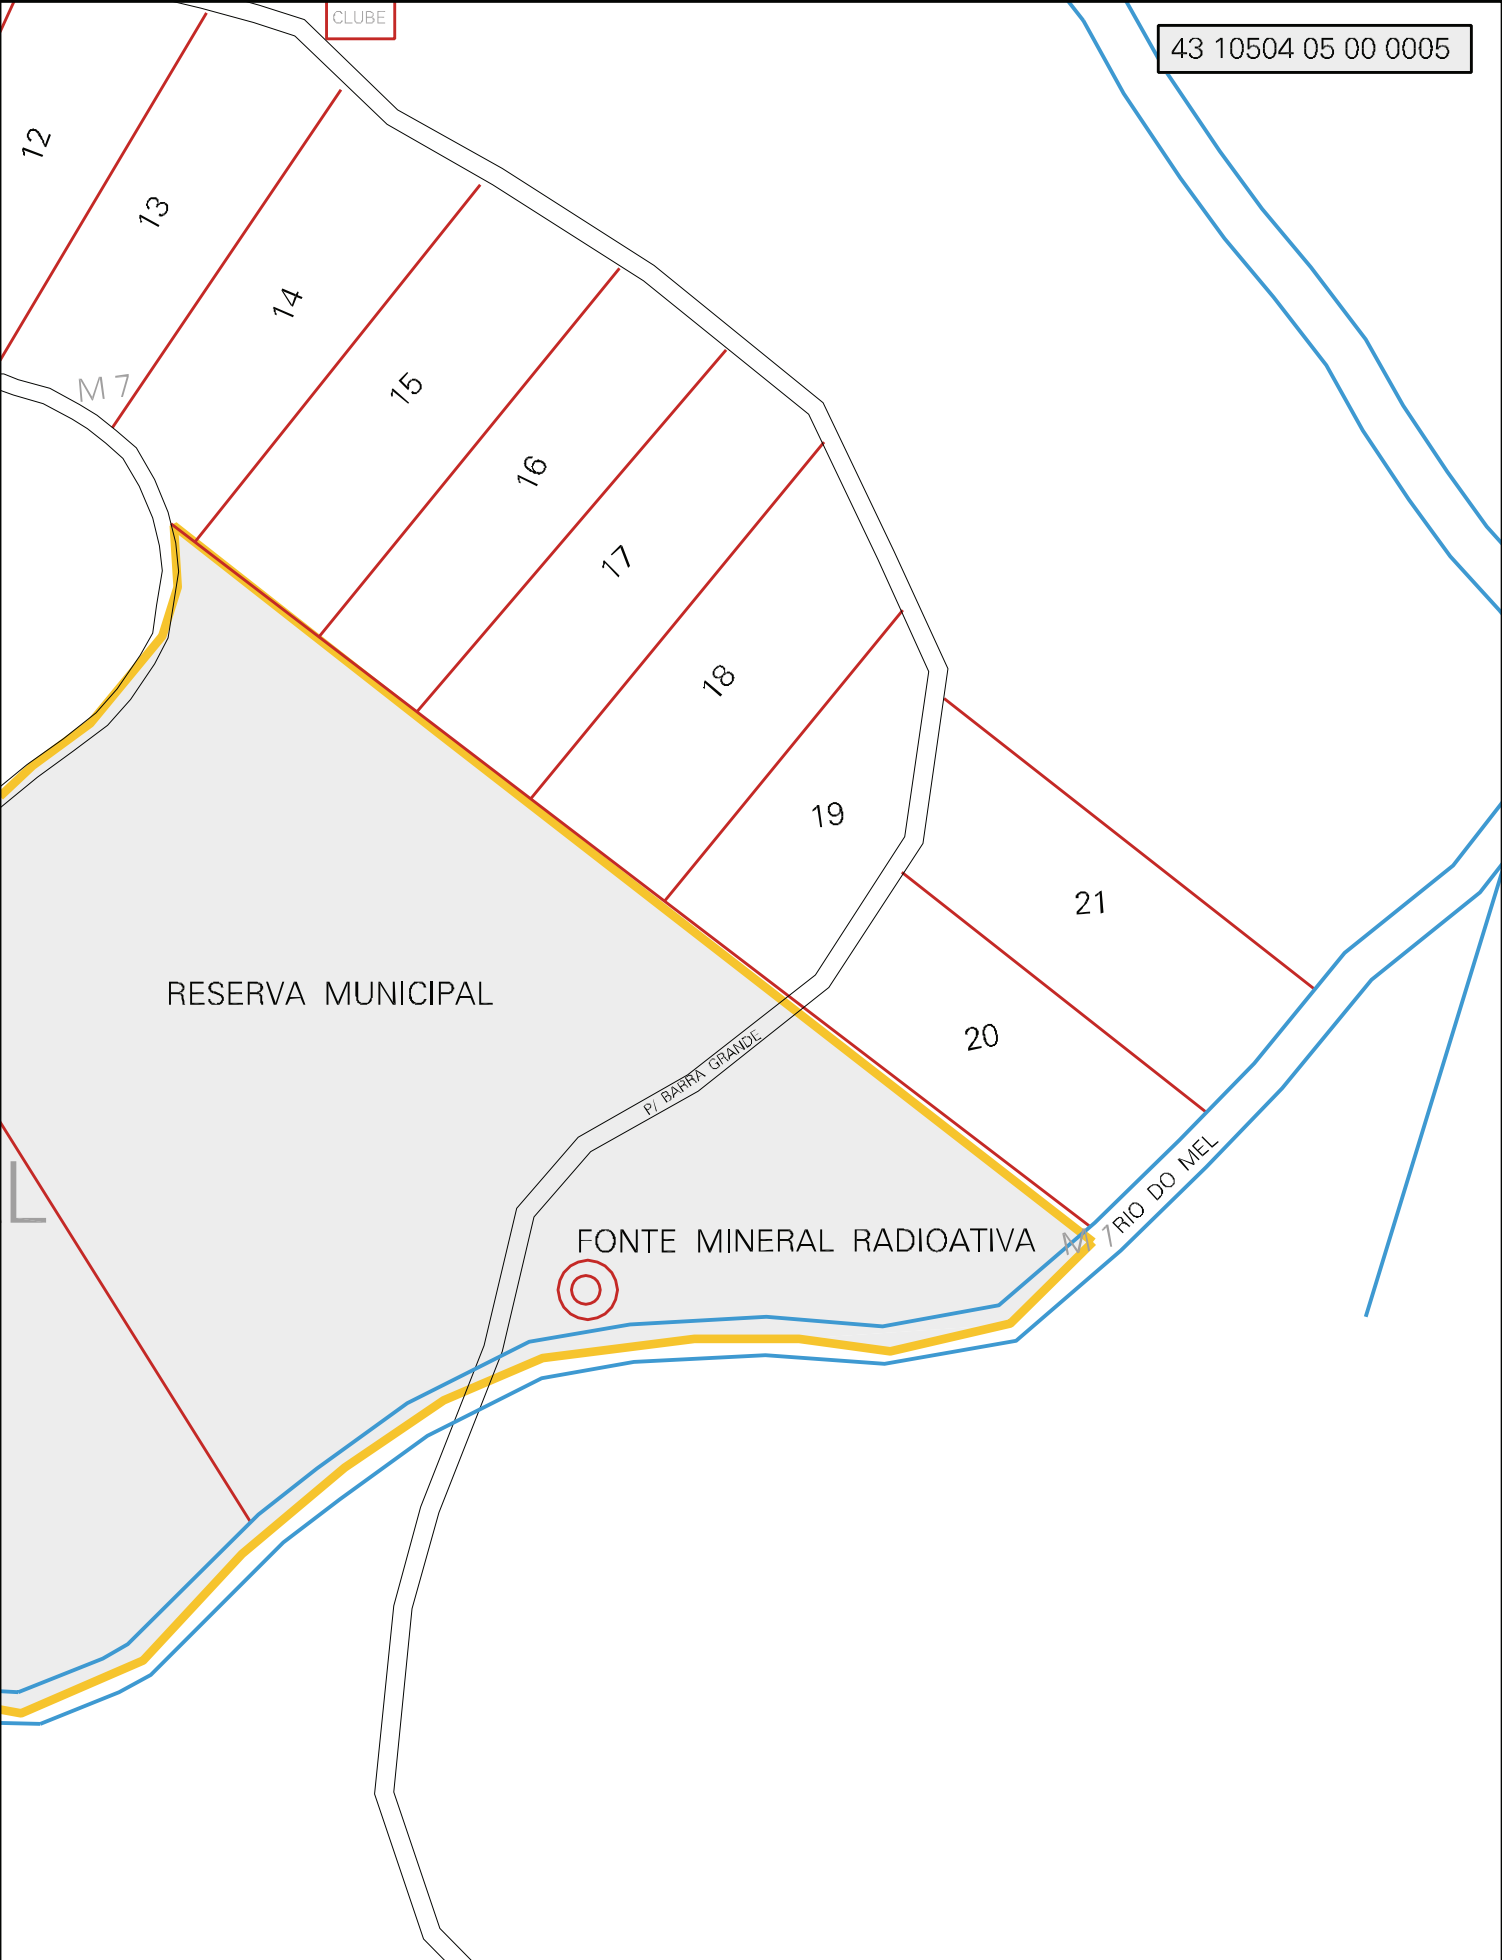 CLUBE
43 10504 05 00 0005
12
13
14
M 7
15
16
17
18
19
21
RESERVA MUNICIPAL
20
P/ BARRA GRANDE
RIO DO MEL
L
FONTE MINERAL RADIOATIVA
M 7